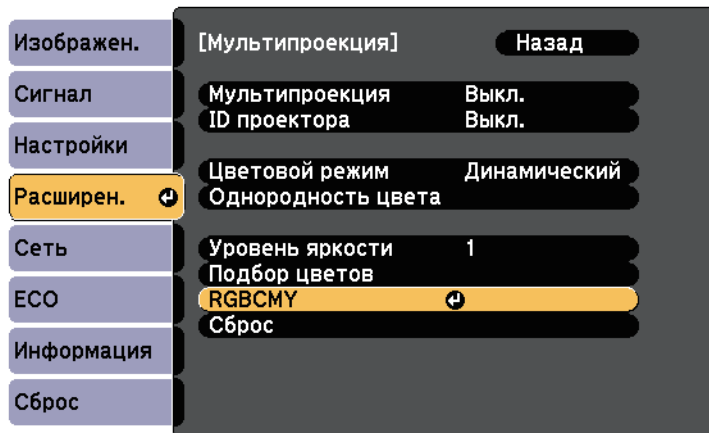 Изображен.
Сигнал
Настройки
Расширен.
Сеть
ECO
Информация
Сброс
[Мультипроекция] Назад
Мультипроекция Выкл.
ID проектора Выкл.
Цветовой режим Динамический
Однородность цвета
Уровень яркости 1
Подбор цветов
RGBCMY
Сброс